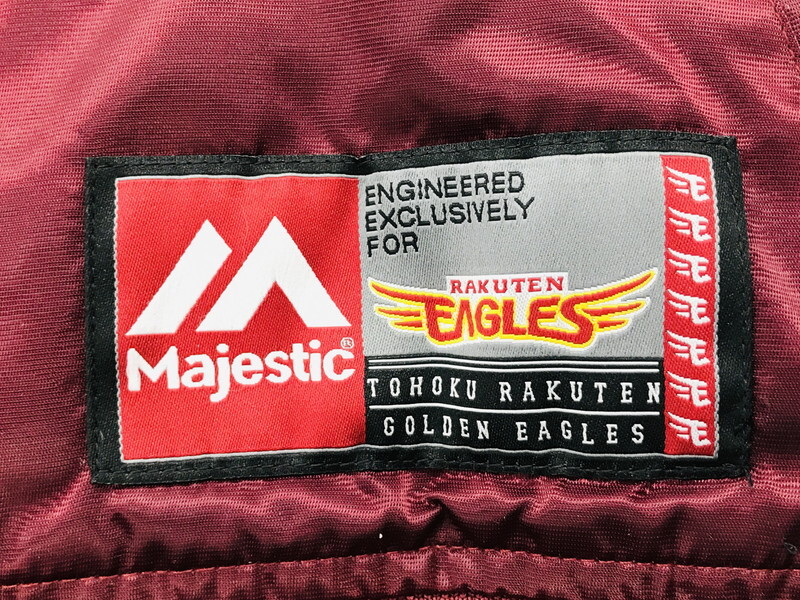 Majestic®
ENGINEERED
EXCLUSIVELY
FOR
RAKUTEN
EAGLES
TOHOKU RAKUTEN
GOLDEN EAGLES
E
E
E
E
E
E
E